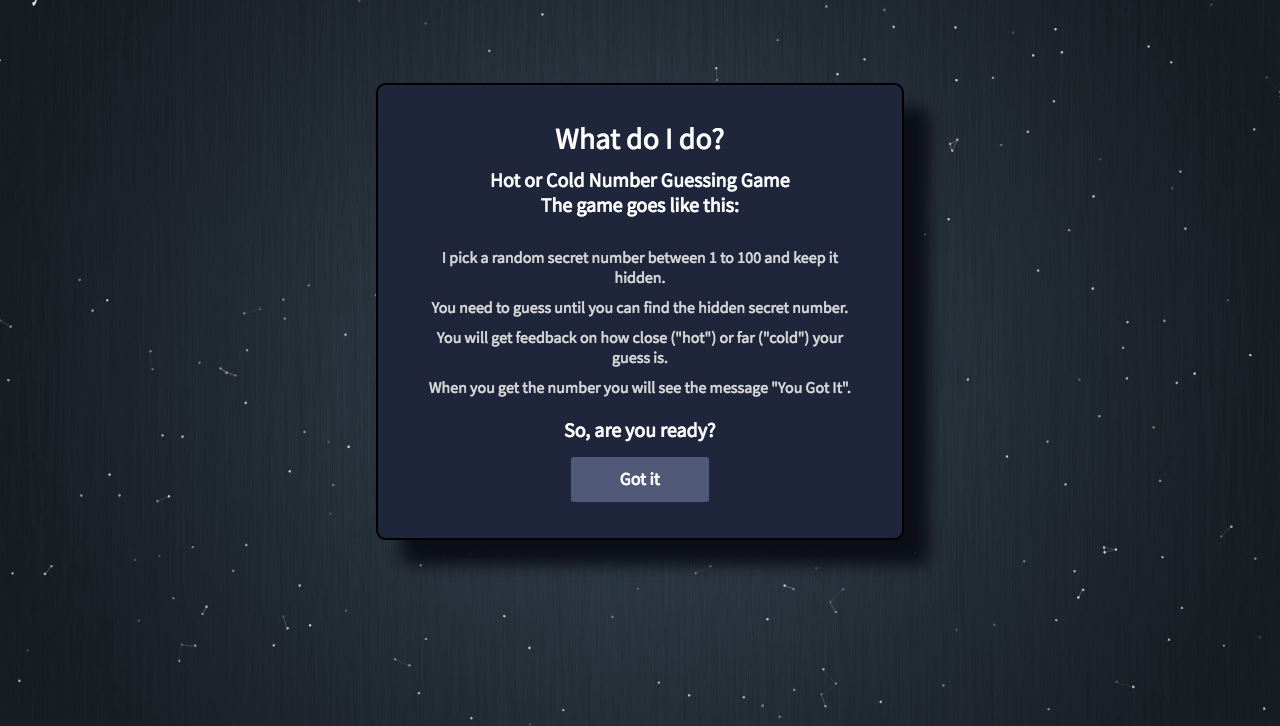 What do I do?
Hot or Cold Number Guessing Game
The game goes like this:
I pick a random secret number between 1 to 100 and keep it
hidden.
You need to guess until you can find the hidden secret number.
You will get feedback on how close ("hot") or far ("cold") your
guess is.
When you get the number you will see the message "You Got It".
So, are you ready?
Got it